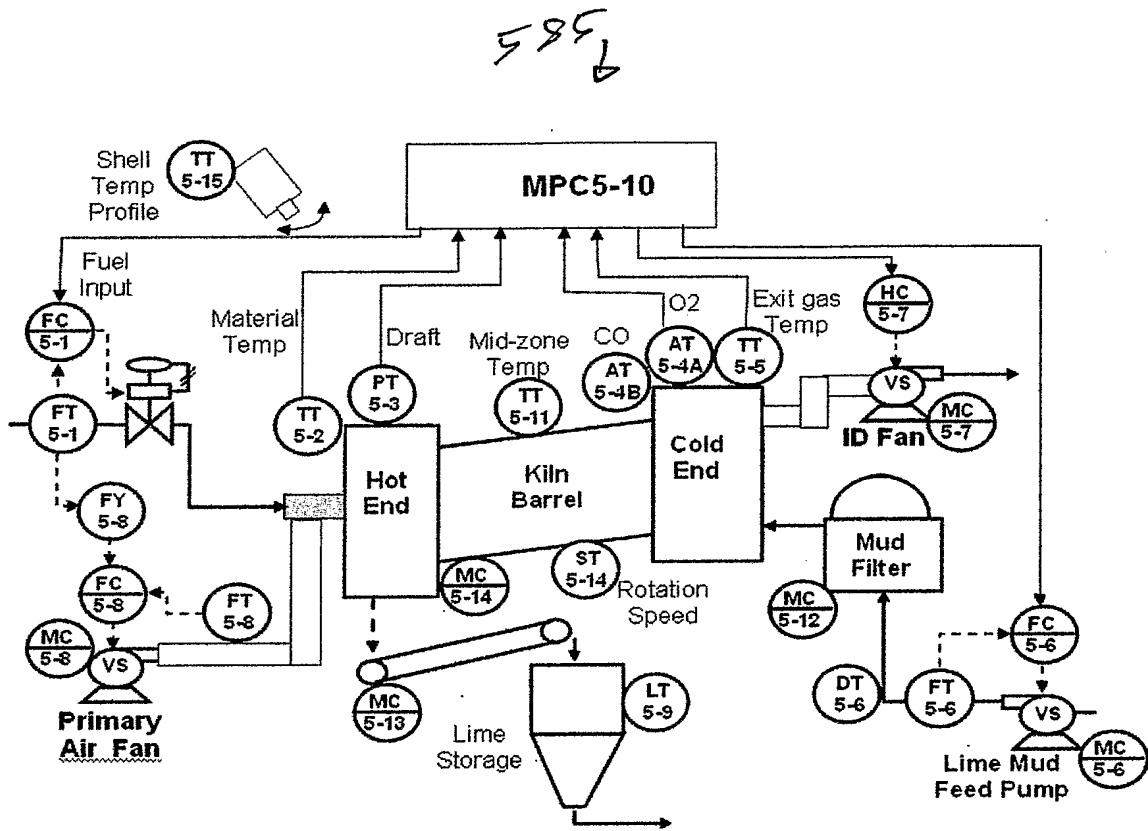 585
MPC5-10
Shell
Temp
Profile
TT
5-15
Fuel
Input
FC
5-1
FT
5-1
FY
5-8
FC
5-8
FT
5-8
MC
5-8
VS
Primary
Air Fan
Material
Temp
TT
5-2
Draft
PT
5-3
Mid-zone
Temp
TT
5-11
CO
AT
5-4B
O2
AT
5-4A
Exit gas
Temp
TT
5-5
HC
5-7
VS
MC
5-7
ID Fan
Hot
End
Kiln
Barrel
Cold
End
MC
5-14
ST
5-14
Rotation
Speed
Mud
Filter
MC
5-12
MC
5-13
Lime
Storage
LT
5-9
DT
5-6
FT
5-6
FC
5-6
VS
MC
5-6
Lime Mud
Feed Pump